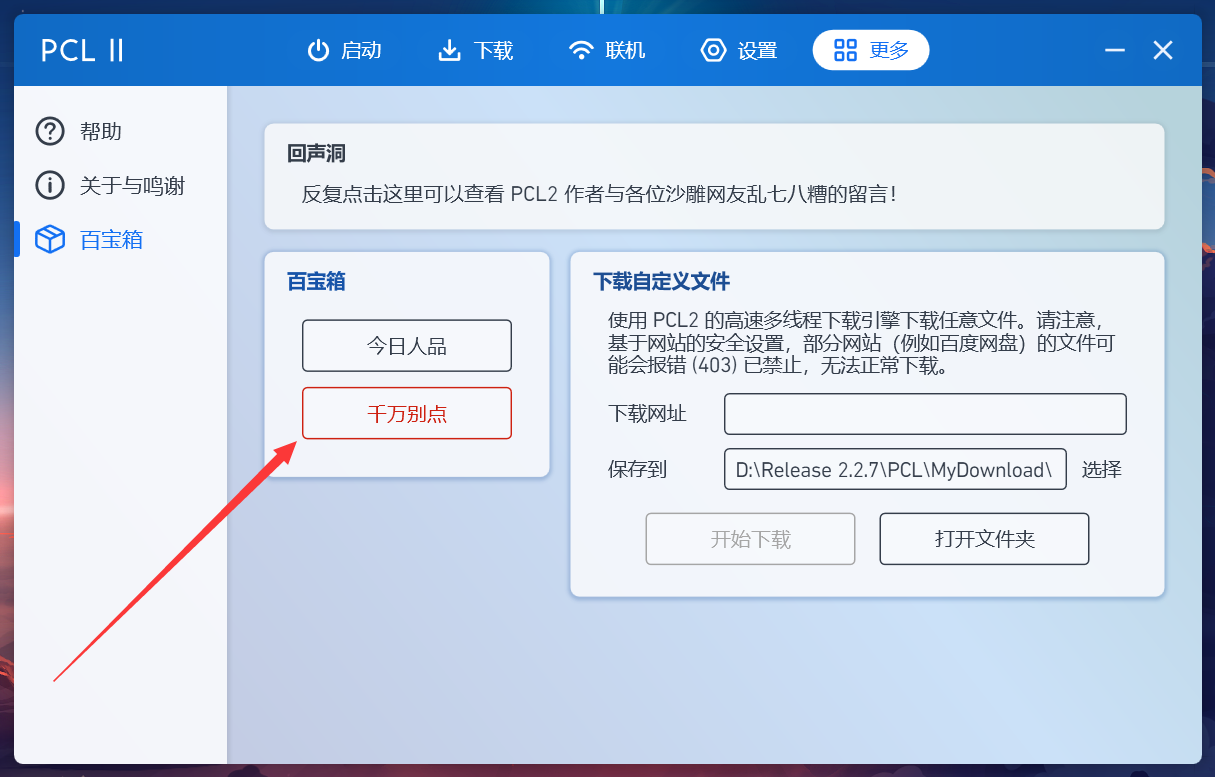 PCL II
启动
下载
联机
设置
更多
帮助
关于与鸣谢
百宝箱
回声洞
反复点击这里可以查看 PCL2 作者与各位沙雕网友乱七八糟的留言！
百宝箱
今日人品
千万别点
下载自定义文件
使用 PCL2 的高速多线程下载引擎下载任意文件。请注意，
基于网站的安全设置，部分网站（例如百度网盘）的文件可
能会报错 (403) 已禁止，无法正常下载。
下载网址
保存到
D:\Release 2.2.7\PCL\MyDownload\
选择
开始下载
打开文件夹